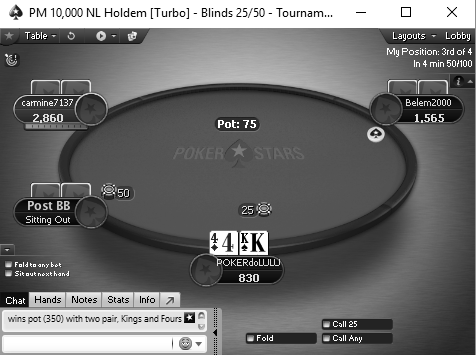 PM 10,000 NL Holdem [Turbo] - Blinds 25/50 - Tournam...
Table
Layouts
Lobby
My Position: 3rd of 4
In 4 min 50/100
i
carmine7137
2,860
Belem2000
1,565
Pot: 75
POKER STARS
Post BB
Sitting Out
50
25
4 4 K K
POKERdoLULU
830
Fold to any bet
Sit out next hand
Chat Hands Notes Stats Info
wins pot (350) with two pair, Kings and Fours
Fold
Call 25
Call Any